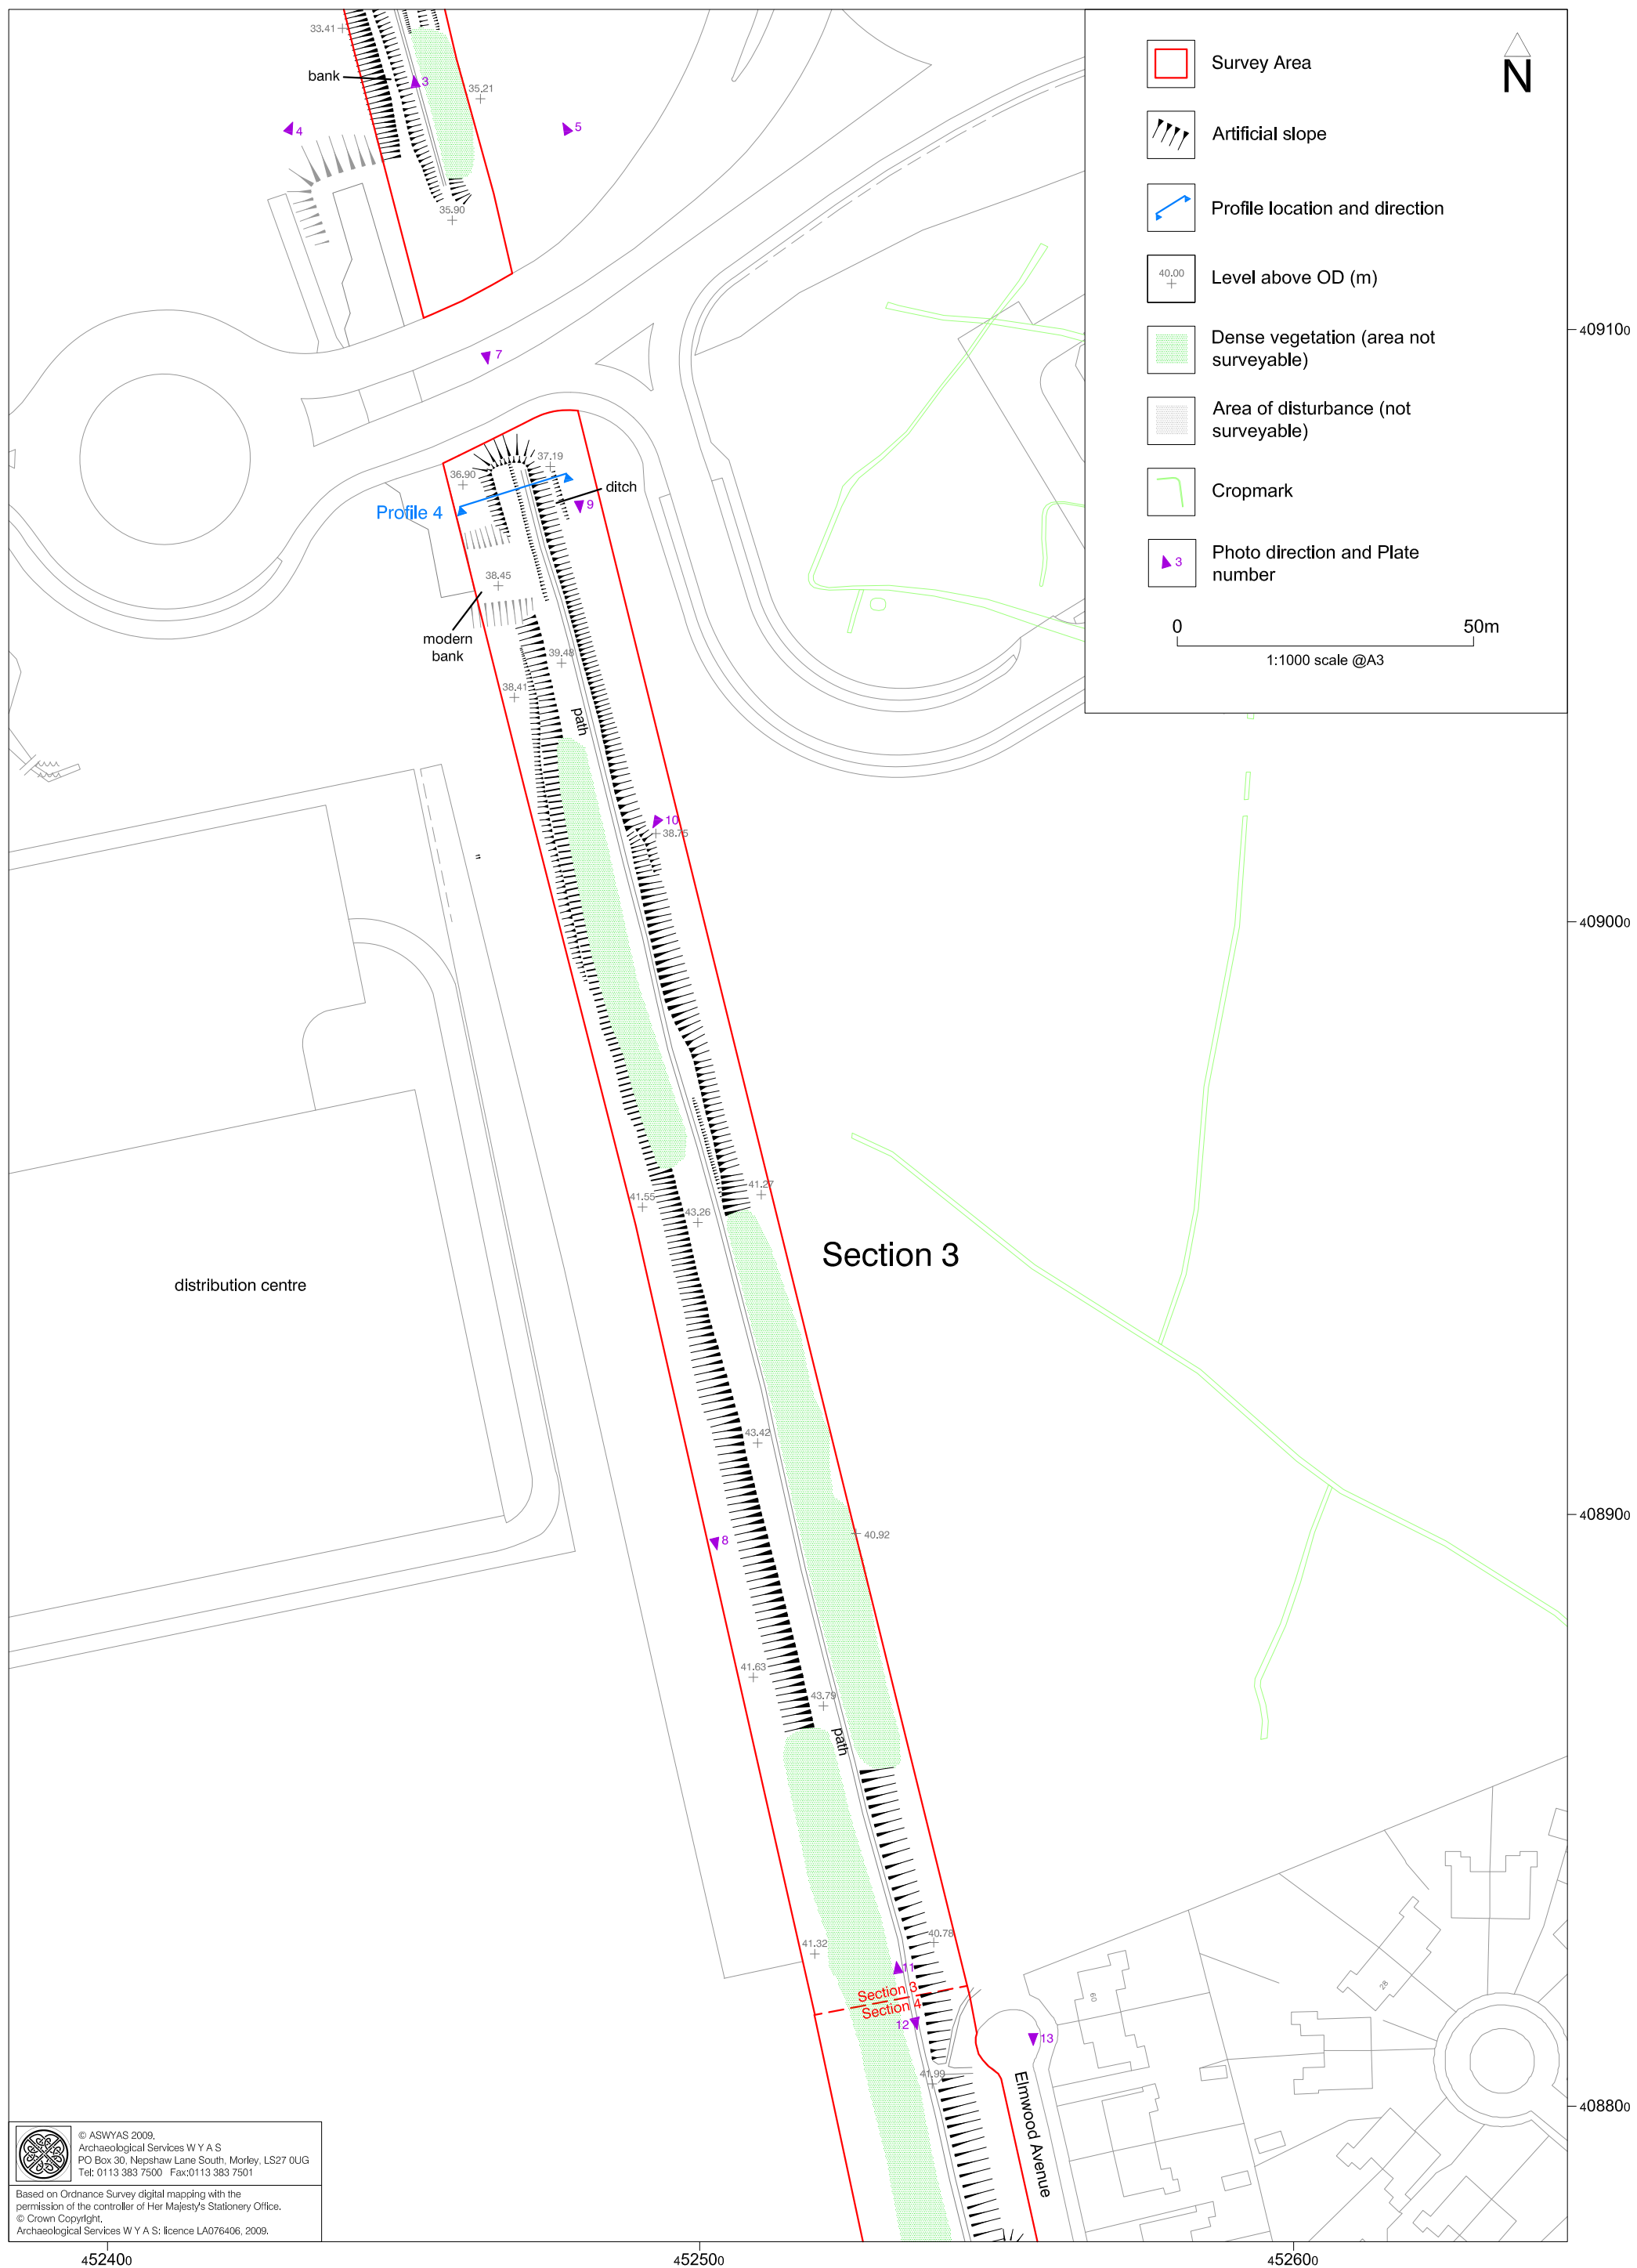 33.41
bank
3
35.21
4
5
35.90
7
37.19
36.90
ditch
Profile 4
9
38.45
modern
bank
39.48
38.41
path
10
38.75
41.27
41.55
43.26
Section 3
distribution centre
43.42
40.92
8
41.63
43.79
path
40.78
41.32
11
Section 3
Section 4
12
13
41.99
Elmwood Avenue
60
28
Survey Area
N
Artificial slope
Profile location and direction
40.00
Level above OD (m)
Dense vegetation (area not
surveyable)
Area of disturbance (not
surveyable)
Cropmark
3
Photo direction and Plate
number
0
50m
1:1000 scale @A3
409100
409000
408900
408800
452400
452500
452600
© ASWYAS 2009.
Archaeological Services W Y A S
PO Box 30, Nepshaw Lane South, Morley, LS27 0UG
Tel: 0113 383 7500 Fax:0113 383 7501
Based on Ordnance Survey digital mapping with the
permission of the controller of Her Majesty's Stationery Office.
© Crown Copyright,
Archaeological Services W Y A S: licence LA076406, 2009.